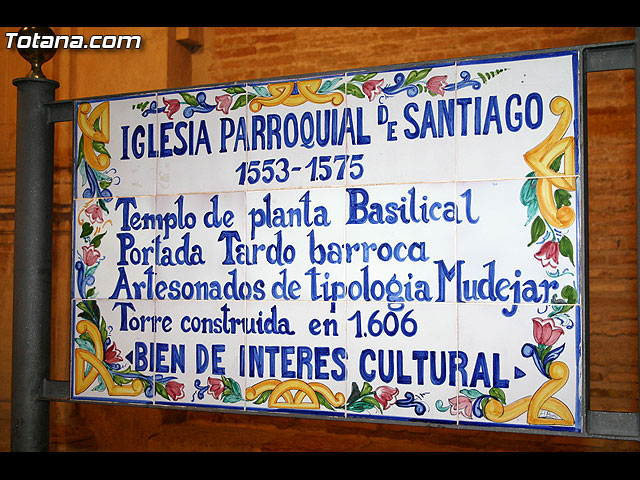 Totana.com
IGLESIA PARROQUIAL DE SANTIAGO
1553-1575
Templo de planta Basilical
Portada Tardo barroca
Artesonados de tipologia Mudejar
Torre construida en 1.606
BIEN DE INTERES CULTURAL